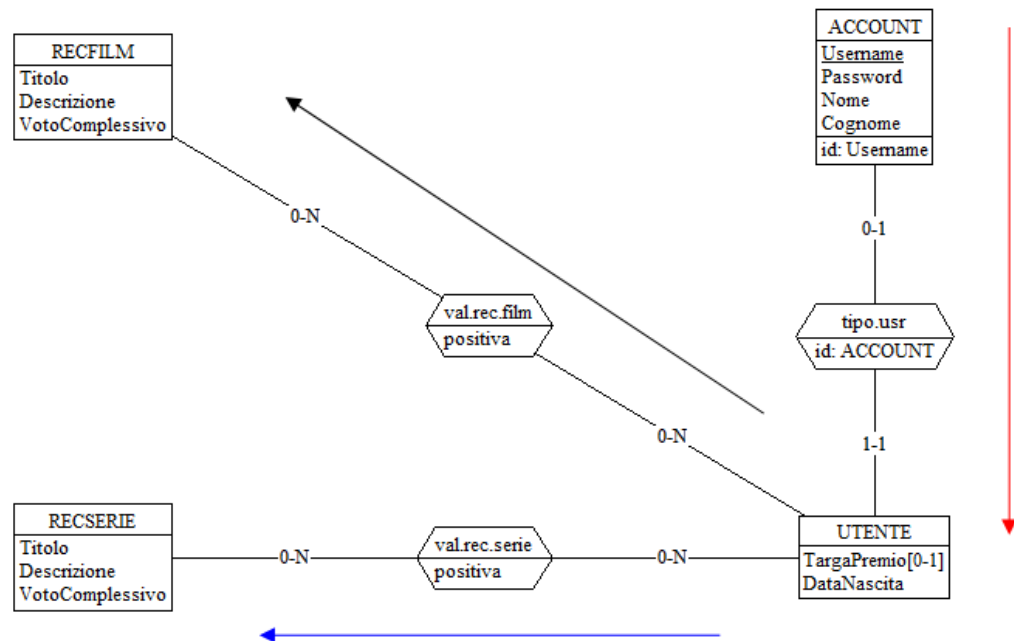 ACCOUNT
Username
Password
Nome
Cognome
id: Username
RECFILM
Titolo
Descrizione
VotoComplessivo
0-N
0-1
val.rec.film
positiva
tipo.usr
id: ACCOUNT
0-N
1-1
RECSERIE
Titolo
Descrizione
VotoComplessivo
0-N
val.rec.serie
positiva
0-N
UTENTE
TargaPremio[0-1]
DataNascita